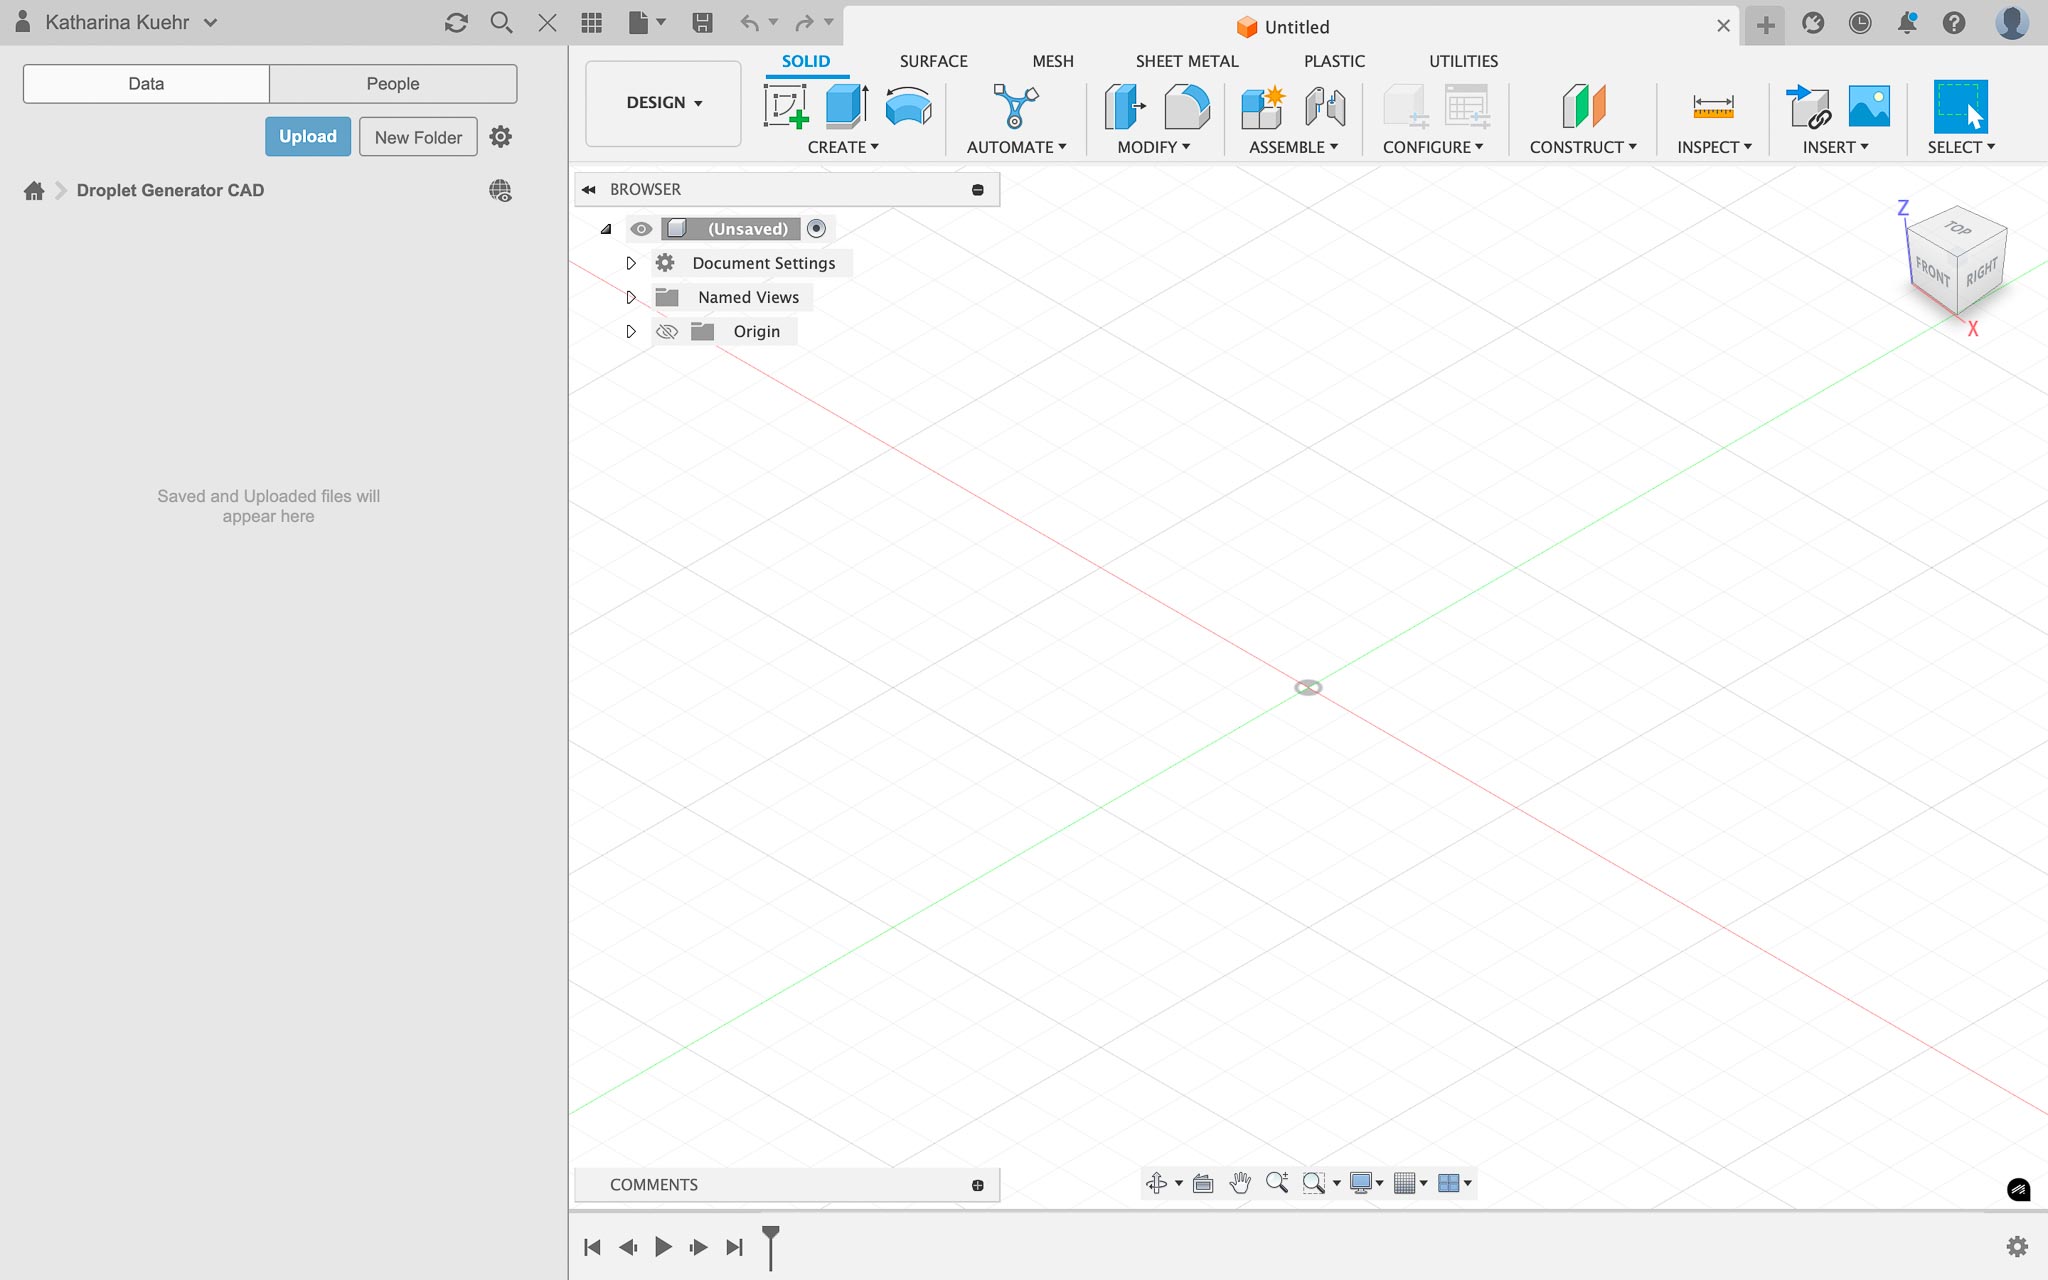 Katharina Kuehr
Untitled
Data
People
Upload
New Folder
Droplet Generator CAD
Saved and Uploaded files will
appear here
DESIGN
SOLID
SURFACE
MESH
SHEET METAL
PLASTIC
UTILITIES
CREATE
AUTOMATE
MODIFY
ASSEMBLE
CONFIGURE
CONSTRUCT
INSPECT
INSERT
SELECT
BROWSER
(Unsaved)
Document Settings
Named Views
Origin
Z
TOP
FRONT
RIGHT
X
COMMENTS